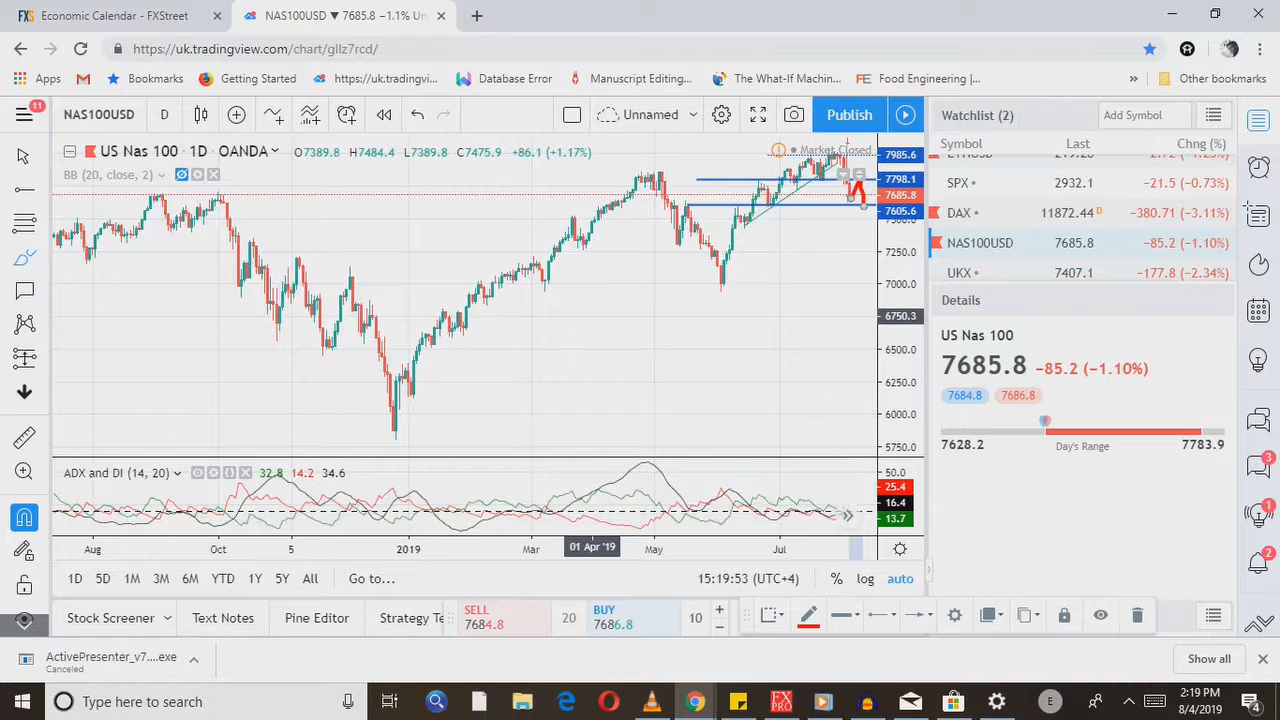 Economic Calendar - FXStreet
NAS100USD ▼ 7685.8 −1.1% Un
https://uk.tradingview.com/chart/gllz7rcd/
Apps
Bookmarks
Getting Started
https://uk.tradingvi...
Database Error
Manuscript Editing...
The What-If Machin...
Food Engineering |...
»
Other bookmarks
11
NAS100USD
D
Unnamed
Publish
Watchlist (2)
Add Symbol
US Nas 100 · 1D · OANDA
O7389.8 H7484.4 L7389.8 C7475.9 +86.1 (+1.17%)
Market Closed
BB (20, close, 2)
7985.6
7798.1
7685.8
7605.6
7250.0
7000.0
6750.3
6500.0
6250.0
6000.0
5750.0
Symbol Last Chng (%)
SPX 2932.1 −21.5 (−0.73%)
DAX 11872.44 D −380.71 (−3.11%)
NAS100USD 7685.8 −85.2 (−1.10%)
UKX 7407.1 −177.8 (−2.34%)
Details
US Nas 100
7685.8 −85.2 (−1.10%)
7684.8 7686.8
7628.2 Day's Range 7783.9
ADX and DI (14, 20) 32.8 14.2 34.6
50.0
25.4
16.4
13.7
Aug Oct 5 2019 Mar 01 Apr '19 May Jul
3
1
2
1D 5D 1M 3M 6M YTD 1Y 5Y All Go to...
15:19:53 (UTC+4) % log auto
Stock Screener
Text Notes
Pine Editor
Strategy Te
SELL
7684.8
20
BUY
7686.8
10
ActivePresenter_v7....exe
Canceled
Show all
Type here to search
FX
PRO
E
2:19 PM
8/4/2019
4